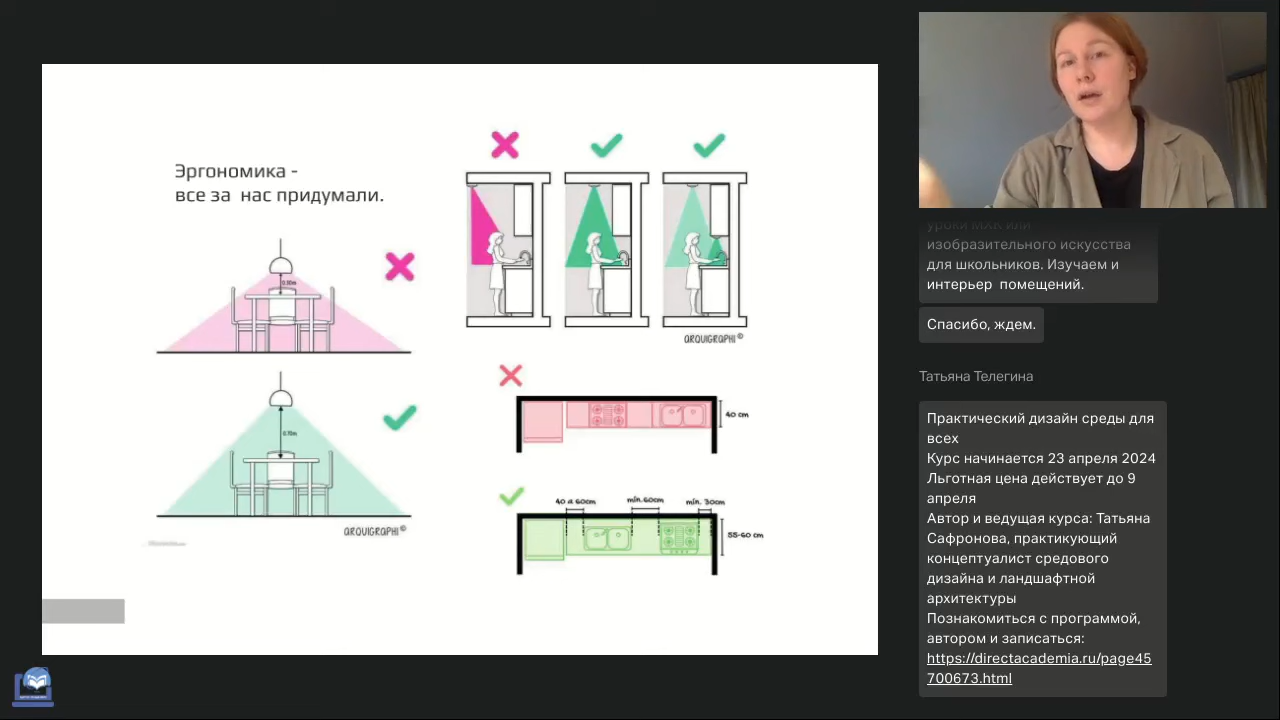 Эргономика -
все за нас придумали.
0.50m
ARQUIGRAPHI©
40 cm
0.70m
40 a 60cm
min. 60cm
min. 30cm
55-60 cm
ARQUIGRAPHI©
уроки МХК или
изобразительного искусства
для школьников. Изучаем и
интерьер помещений.
Спасибо, ждем.
Татьяна Телегина
Практический дизайн среды для
всех
Курс начинается 23 апреля 2024
Льготная цена действует до 9
апреля
Автор и ведущая курса: Татьяна
Сафронова, практикующий
концептуалист средового
дизайна и ландшафтной
архитектуры
Познакомиться с программой,
автором и записаться:
https://directacademia.ru/page45
700673.html